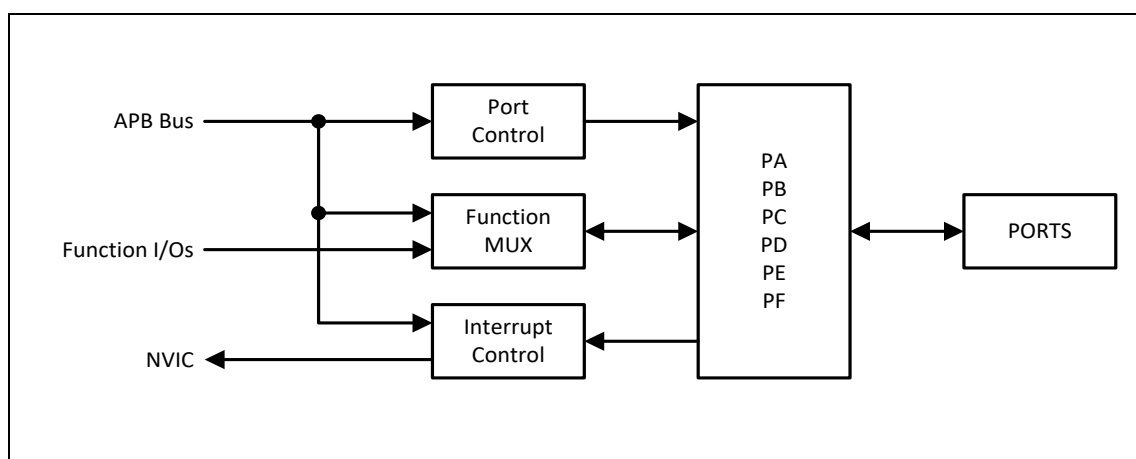 APB Bus
Port
Control
Function I/Os
Function
MUX
NVIC
Interrupt
Control
PA
PB
PC
PD
PE
PF
PORTS